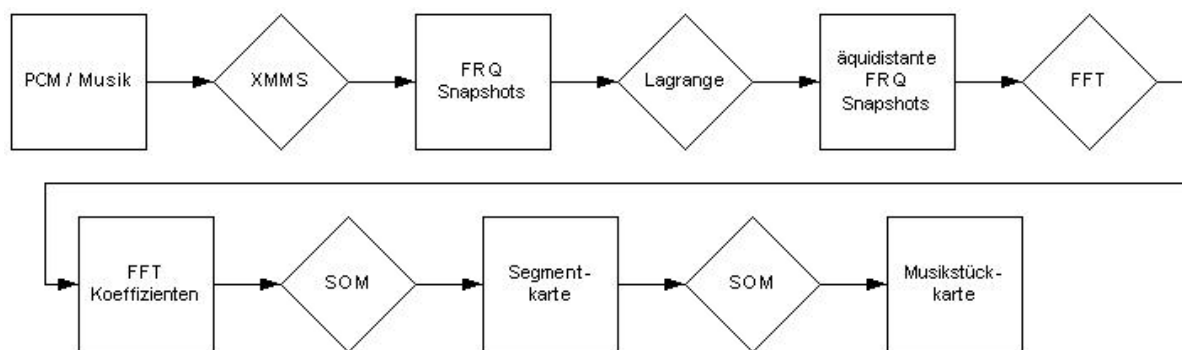 PCM / Musik
XMMS
FRQ
Snapshots
Lagrange
äquidistante
FRQ
Snapshots
FFT
FFT
Koeffizienten
SOM
Segment-
karte
SOM
Musikstück-
karte